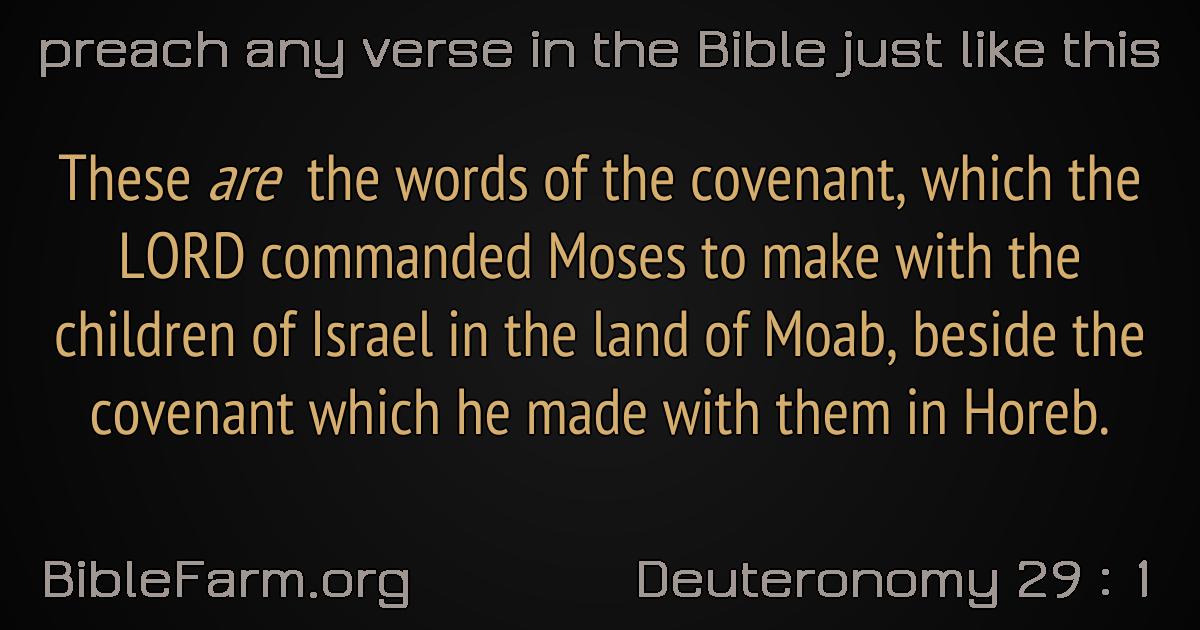 preach any verse in the Bible just like this
These are the words of the covenant, which the
LORD commanded Moses to make with the
children of Israel in the land of Moab, beside the
covenant which he made with them in Horeb.
BibleFarm.org
Deuteronomy 29 : 1